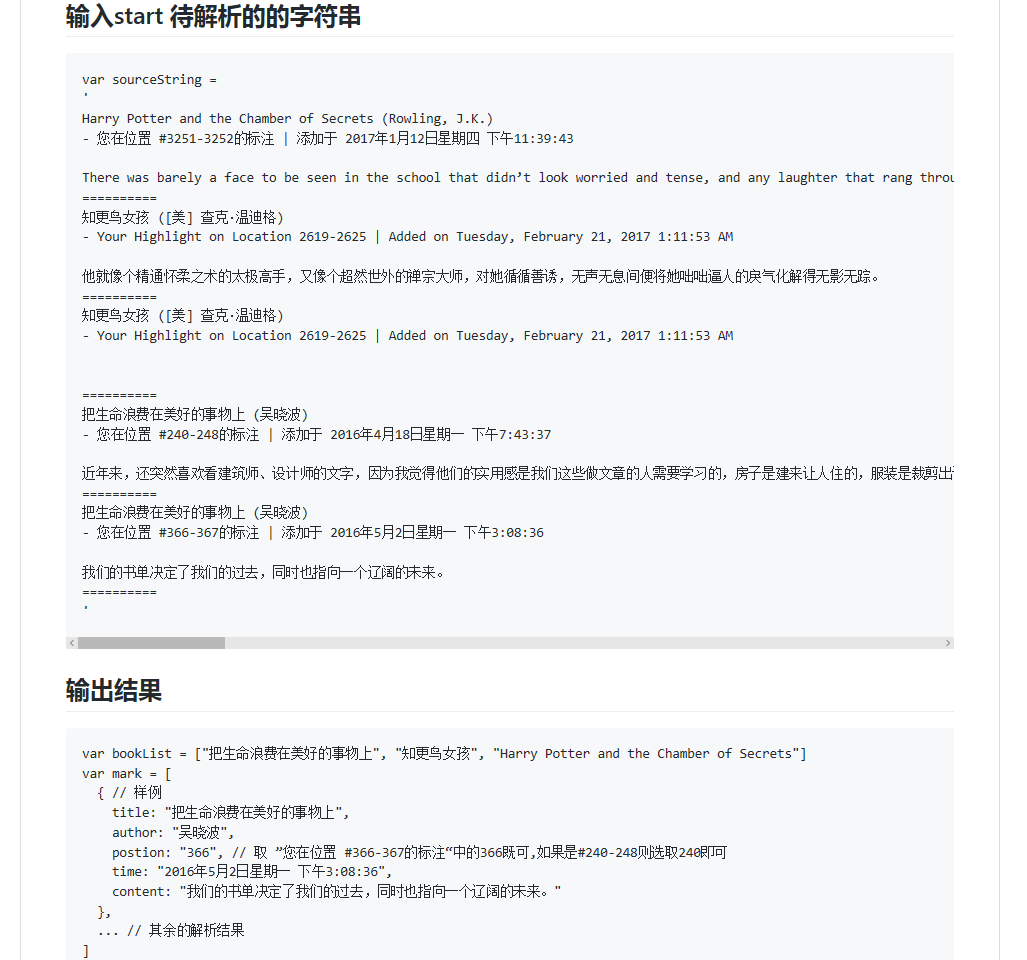 输入start 待解析的的字符串
var sourceString =
'
Harry Potter and the Chamber of Secrets (Rowling, J.K.)
- 您在位置 #3251-3252的标注 | 添加于 2017年1月12日星期四 下午11:39:43
There was barely a face to be seen in the school that didn’t look worried and tense, and any laughter that rang throu
==========
知更鸟女孩 ([美] 查克·温迪格)
- Your Highlight on Location 2619-2625 | Added on Tuesday, February 21, 2017 1:11:53 AM
他就像个精通怀柔之术的太极高手，又像个超然世外的禅宗大师，对她循循善诱，无声无息间便将她咄咄逼人的戾气化解得无影无踪。
==========
知更鸟女孩 ([美] 查克·温迪格)
- Your Highlight on Location 2619-2625 | Added on Tuesday, February 21, 2017 1:11:53 AM
==========
把生命浪费在美好的事物上 (吴晓波)
- 您在位置 #240-248的标注 | 添加于 2016年4月18日星期一 下午7:43:37
近年来，还突然喜欢看建筑师、设计师的文字，因为我觉得他们的实用感是我们这些做文章的人需要学习的，房子是建来让人住的，服装是裁剪出
==========
把生命浪费在美好的事物上 (吴晓波)
- 您在位置 #366-367的标注 | 添加于 2016年5月2日星期一 下午3:08:36
我们的书单决定了我们的过去，同时也指向一个辽阔的未来。
==========
'
输出结果
var bookList = ["把生命浪费在美好的事物上", "知更鸟女孩", "Harry Potter and the Chamber of Secrets"]
var mark = [
{ // 样例
title: "把生命浪费在美好的事物上",
author: "吴晓波",
postion: "366", // 取 ”您在位置 #366-367的标注“中的366既可,如果是#240-248则选取240即可
time: "2016年5月2日星期一 下午3:08:36",
content: "我们的书单决定了我们的过去，同时也指向一个辽阔的未来。"
},
... // 其余的解析结果
]